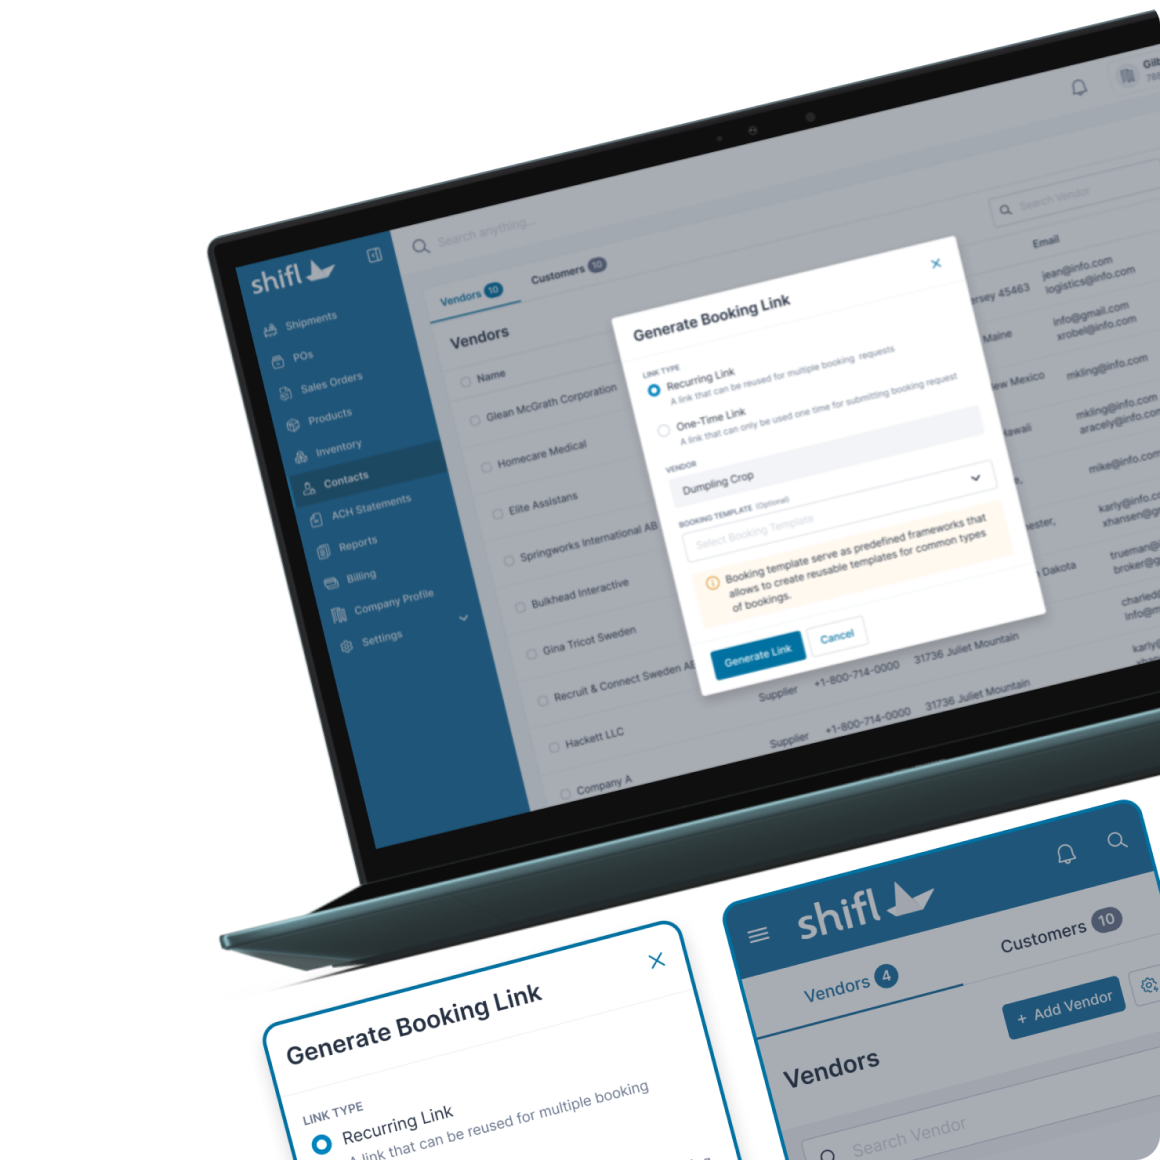 Gilb
788
Search anything...
Search Vendor
shifl
Shipments
POs
Sales Orders
Products
Inventory
Contacts
ACH Statements
Reports
Billing
Company Profile
Settings
Vendors 10
Customers 10
Vendors
Name
Email
Glean McGrath Corporation
Homecare Medical
Elite Assistans
Springworks International AB
Bulkhead Interactive
Gina Tricot Sweden
Recruit & Connect Sweden AB
Hackett LLC
Company A
Supplier +1-800-714-0000 31736 Juliet Mountain
Supplier +1-800-714-0000 31736 Juliet Mountain
ersey 45463
Maine
ew Mexico
Hawaii
e,
hester,
Dakota
jean@info.com
logistics@info.com
info@gmail.com
xrobel@info.com
mkling@info.com
mkling@info.com
aracely@info.com
mike@info.com
karly@info.co
xhansen@g
trueman@i
broker@g
charled@
Info@m
karly@
Generate Booking Link
LINK TYPE
Recurring Link
A link that can be reused for multiple booking requests
One-Time Link
A link that can only be used one time for submitting booking request
VENDOR
Dumpling Crop
BOOKING TEMPLATE (Optional)
Select Booking Template
Booking template serve as predefined frameworks that
allows to create reusable templates for common types
of bookings.
Generate Link
Cancel
Generate Booking Link
LINK TYPE
Recurring Link
A link that can be reused for multiple booking
shifl
Vendors 4
Customers 10
+ Add Vendor
Vendors
Search Vendor